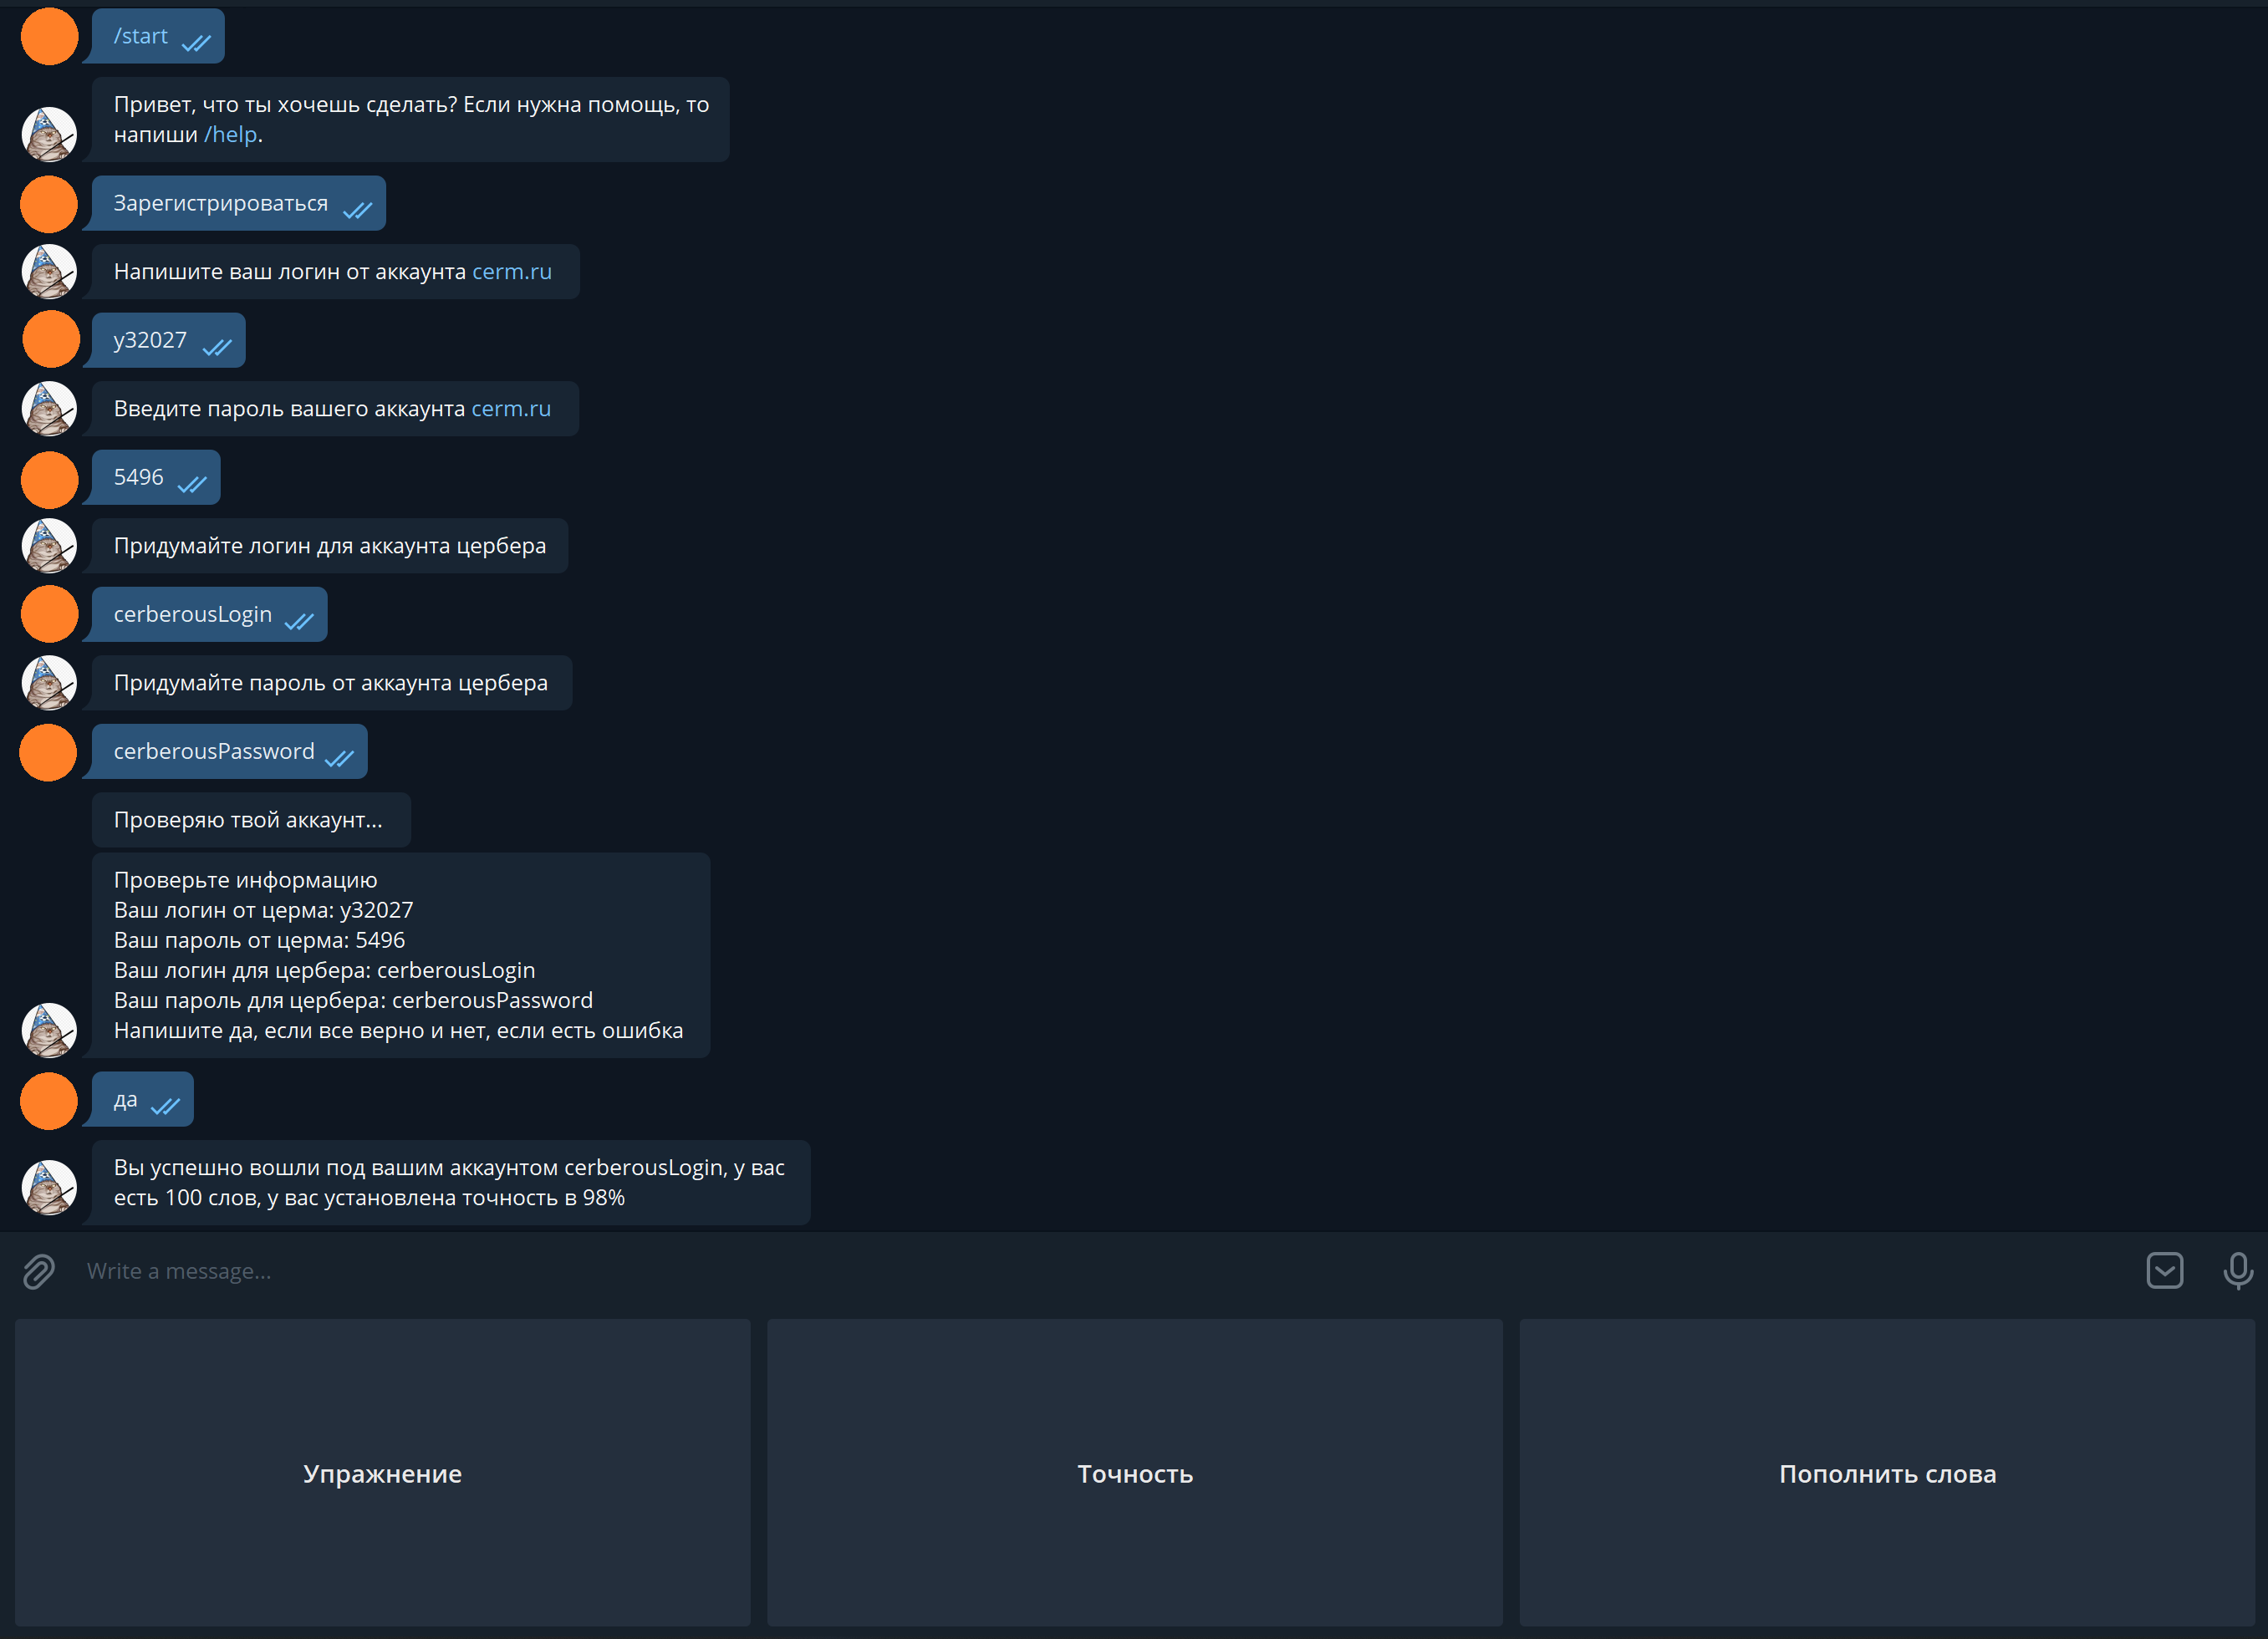 /start
Привет, что ты хочешь сделать? Если нужна помощь, то
напиши /help.
Зарегистрироваться
Напишите ваш логин от аккаунта cerm.ru
y32027
Введите пароль вашего аккаунта cerm.ru
5496
Придумайте логин для аккаунта цербера
cerberousLogin
Придумайте пароль от аккаунта цербера
cerberousPassword
Проверяю твой аккаунт...
Проверьте информацию
Ваш логин от церма: y32027
Ваш пароль от церма: 5496
Ваш логин для цербера: cerberousLogin
Ваш пароль для цербера: cerberousPassword
Напишите да, если все верно и нет, если есть ошибка
да
Вы успешно вошли под вашим аккаунтом cerberousLogin, у вас
есть 100 слов, у вас установлена точность в 98%
Write a message...
Упражнение
Точность
Пополнить слова